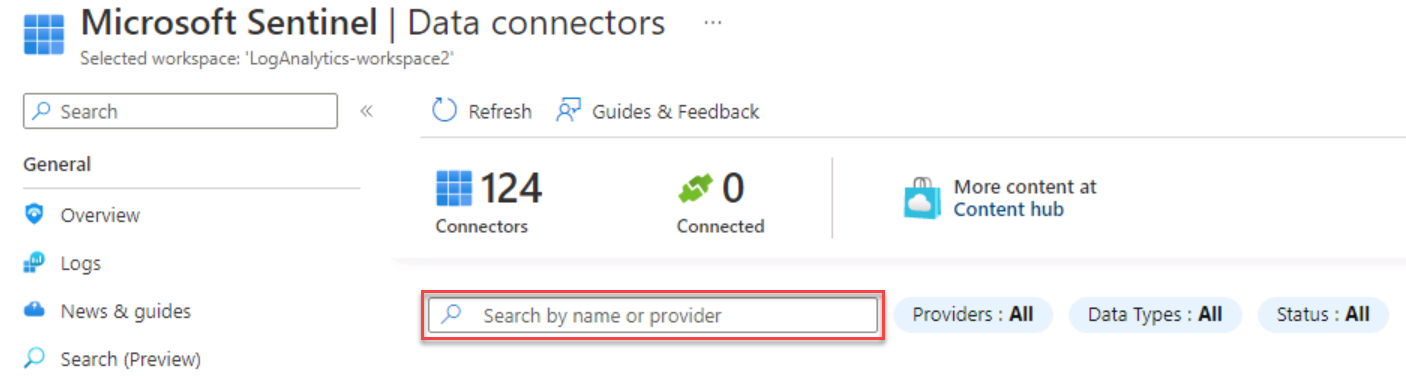 Microsoft Sentinel | Data connectors ...
Selected workspace: 'LogAnalytics-workspace2'
Search «
Refresh Guides & Feedback
General
Overview
Logs
News & guides
Search (Preview)
124
Connectors
0
Connected
More content at
Content hub
Search by name or provider
Providers : All Data Types : All Status : All